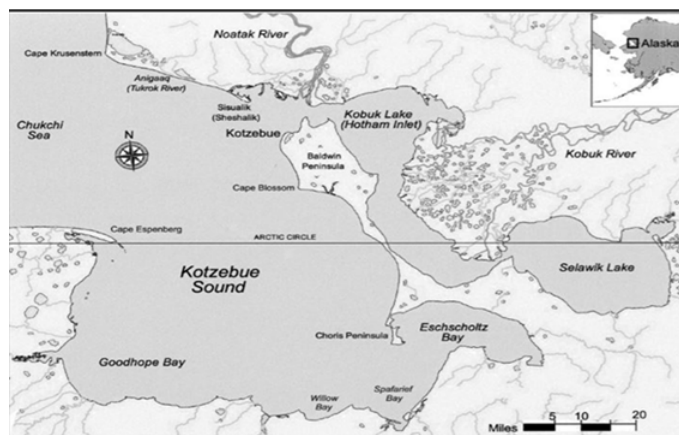 Noatak River
Alaska
Cape Krusenstern
Anigaaq
(Tukrok River)
Sisualik
(Sheshalik)
Kobuk Lake
(Hotham Inlet)
Chukchi
Sea
N
Kotzebue
Kobuk River
Baldwin
Peninsula
Cape Blossom
Cape Espenberg
ARCTIC CIRCLE
Kotzebue
Sound
Selawik Lake
Choris Peninsula
Eschscholtz
Bay
Goodhope Bay
Willow
Bay
Spafarief
Bay
Miles
5 10 20